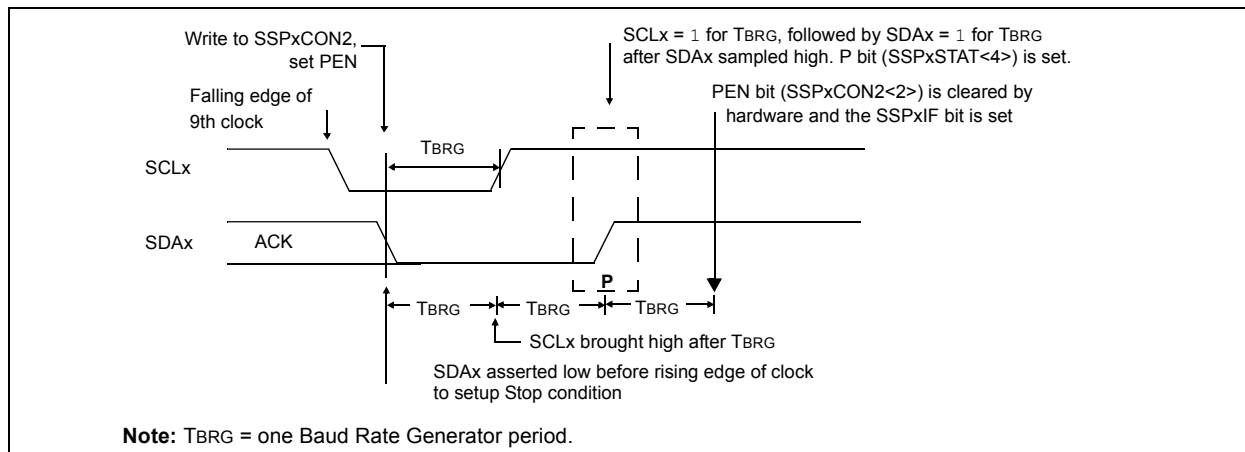 Write to SSPxCON2,
set PEN
SCLx = 1 for TBRG, followed by SDAx = 1 for TBRG
after SDAx sampled high. P bit (SSPxSTAT<4>) is set.
Falling edge of
9th clock
PEN bit (SSPxCON2<2>) is cleared by
hardware and the SSPxIF bit is set
TBRG
SCLx
SDAx
ACK
P
TBRG
TBRG
TBRG
SCLx brought high after TBRG
SDAx asserted low before rising edge of clock
to setup Stop condition
Note: TBRG = one Baud Rate Generator period.